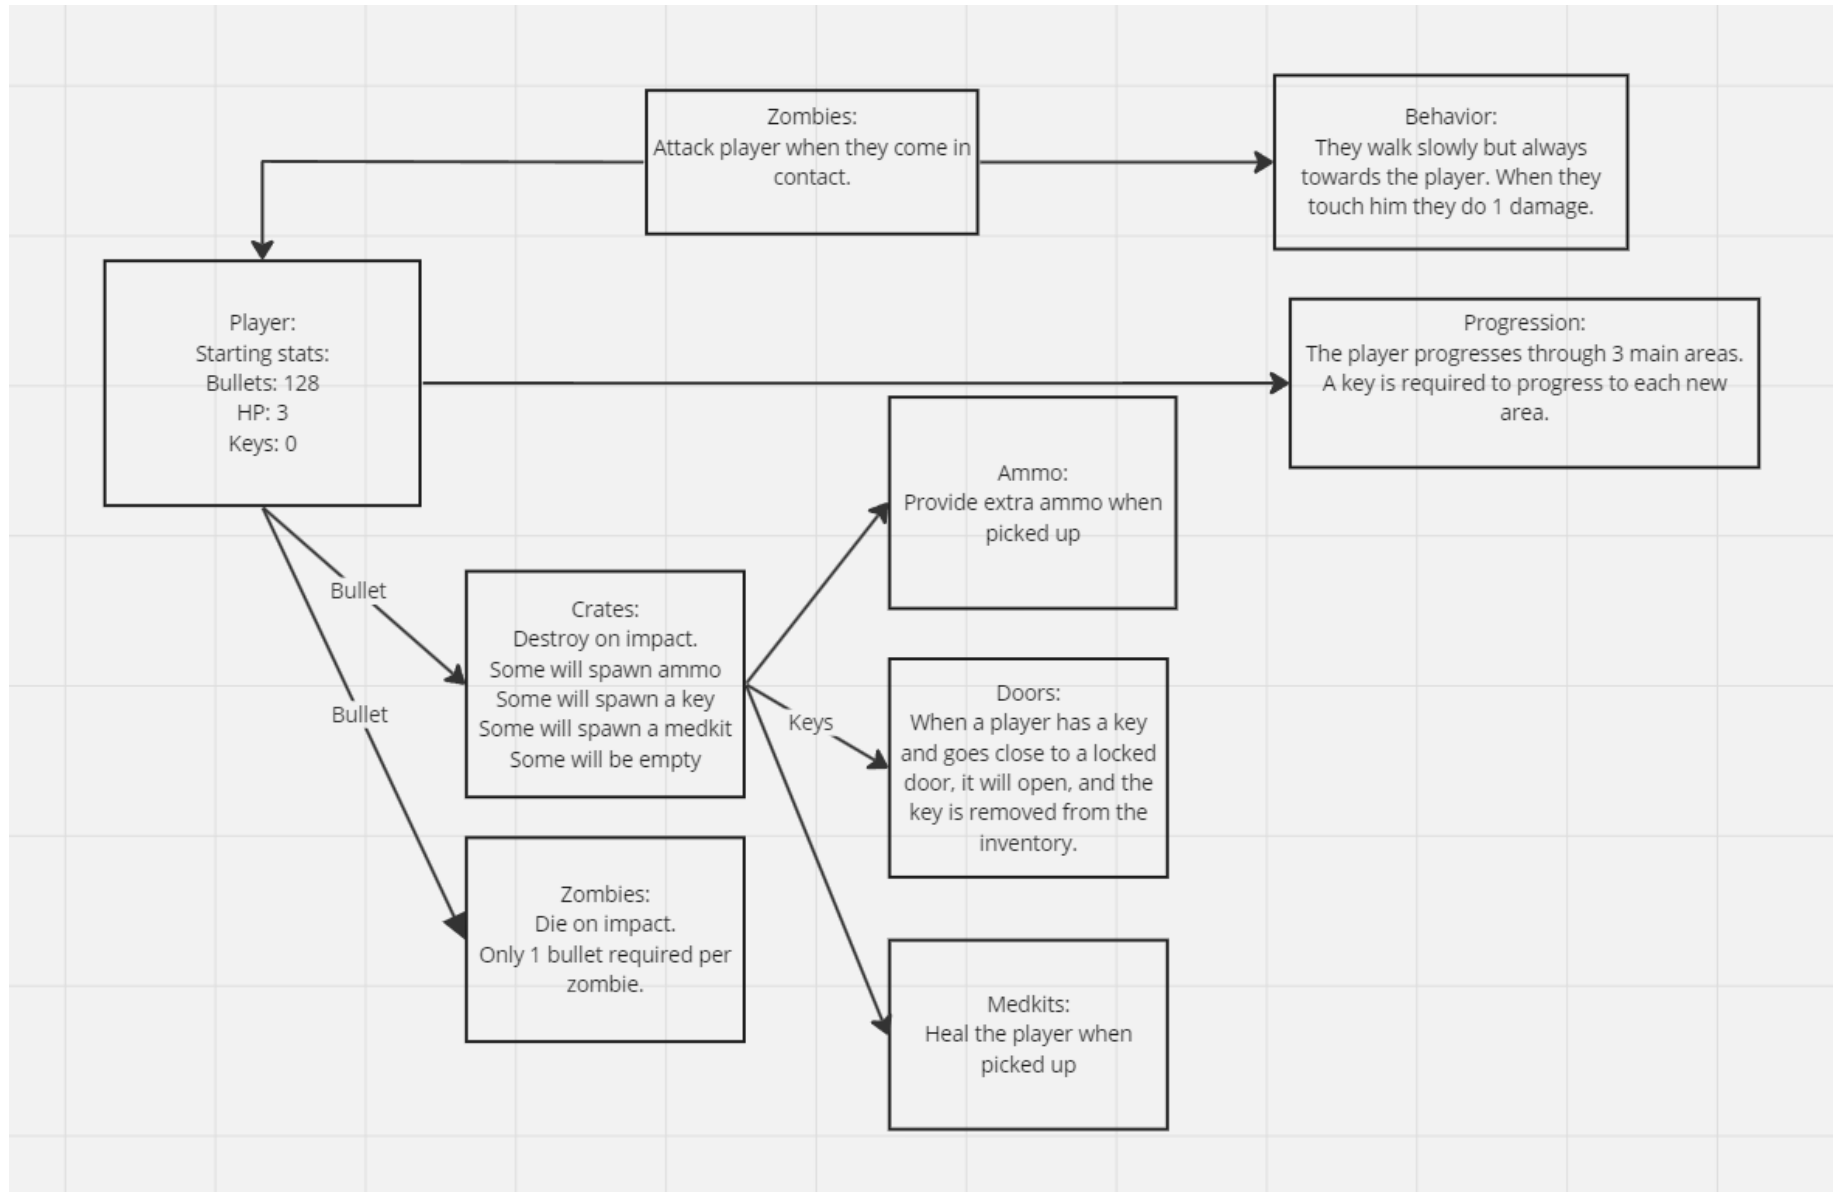 Zombies:
Attack player when they come in
contact.
Behavior:
They walk slowly but always
towards the player. When they
touch him they do 1 damage.
Player:
Starting stats:
Bullets: 128
HP: 3
Keys: 0
Progression:
The player progresses through 3 main areas.
A key is required to progress to each new
area.
Ammo:
Provide extra ammo when
picked up
Bullet
Crates:
Destroy on impact.
Some will spawn ammo
Some will spawn a key
Some will spawn a medkit
Some will be empty
Bullet
Keys
Doors:
When a player has a key
and goes close to a locked
door, it will open, and the
key is removed from the
inventory.
Zombies:
Die on impact.
Only 1 bullet required per
zombie.
Medkits:
Heal the player when
picked up